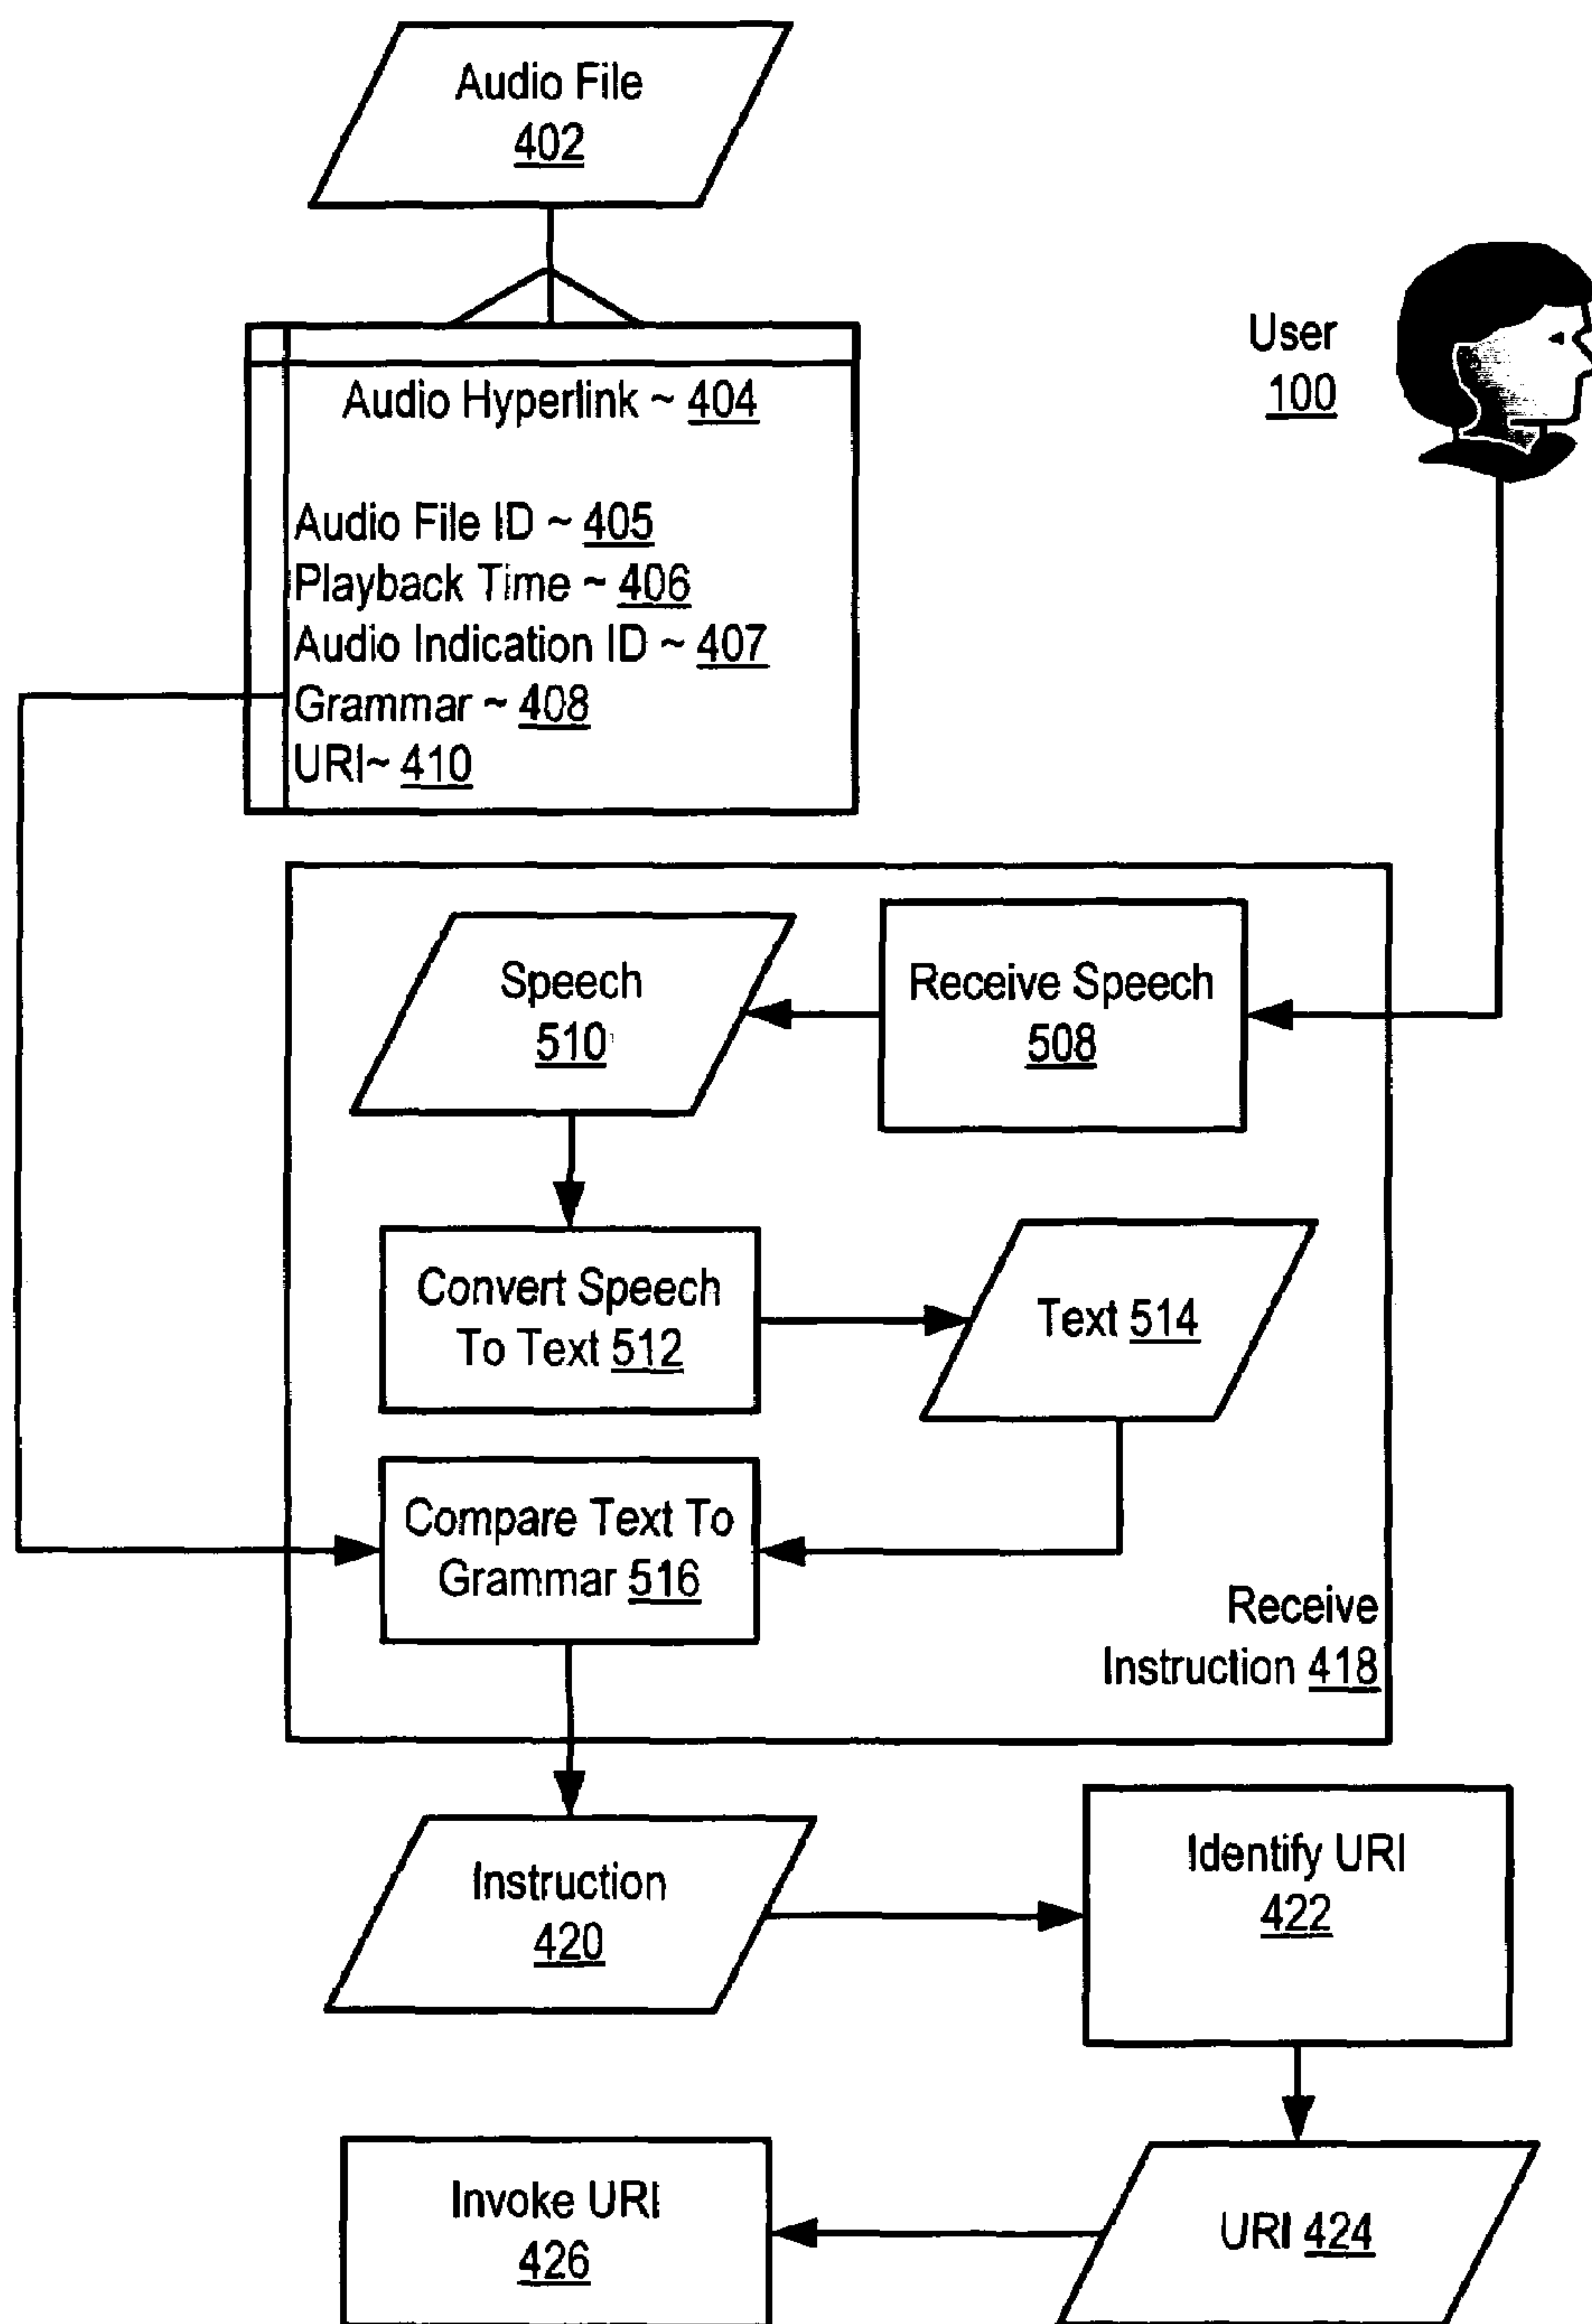 Audio File
402
User
100
Audio Hyperlink ~ 404
Audio File ID ~ 405
Playback Time ~ 406
Audio Indication ID ~ 407
Grammar ~ 408
URI~ 410
Speech
510
Receive Speech
508
Convert Speech
To Text 512
Text 514
Compare Text To
Grammar 516
Receive
Instruction 418
Instruction
420
Identify URI
422
Invoke URI
426
URI 424